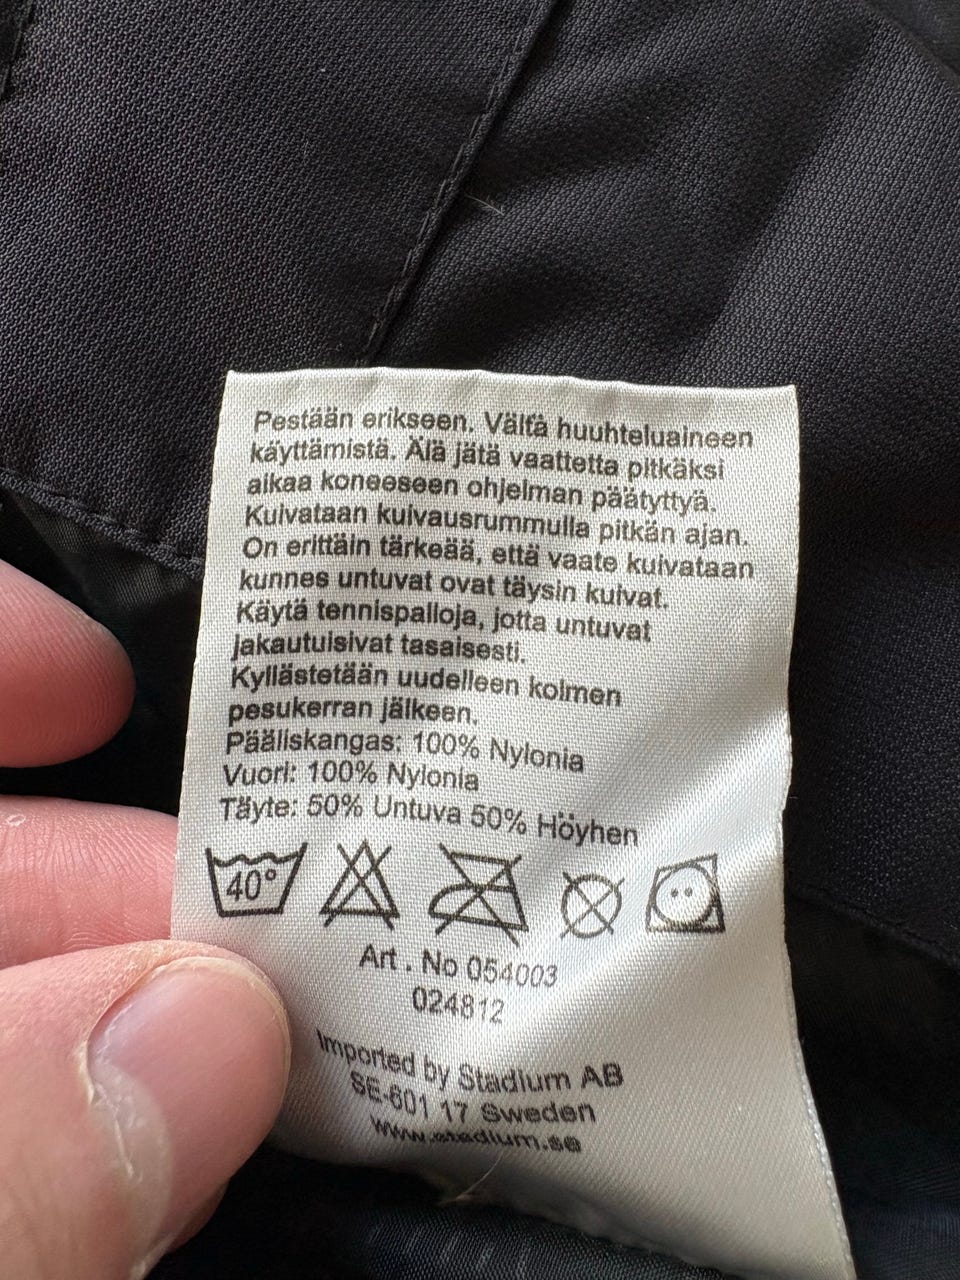 Pestään erikseen. Vältä huuhteluaineen
käyttämistä. Älä jätä vaattetta pitkäksi
aikaa koneeseen ohjelman päätyttyä.
Kuivataan kuivausrummulla pitkän ajan.
On erittäin tärkeää, että vaate kuivataan
kunnes untuvat ovat täysin kuivat.
Käytä tennispalloja, jotta untuvat
jakautuisivat tasaisesti.
Kyllästetään uudelleen kolmen
pesukerran jälkeen.
Pääliskangas: 100% Nylonia
Vuori: 100% Nylonia
Täyte: 50% Untuva 50% Höyhen
40°
Art . No 054003
024812
Imported by Stadium AB
SE-601 17 Sweden
www.stadium.se